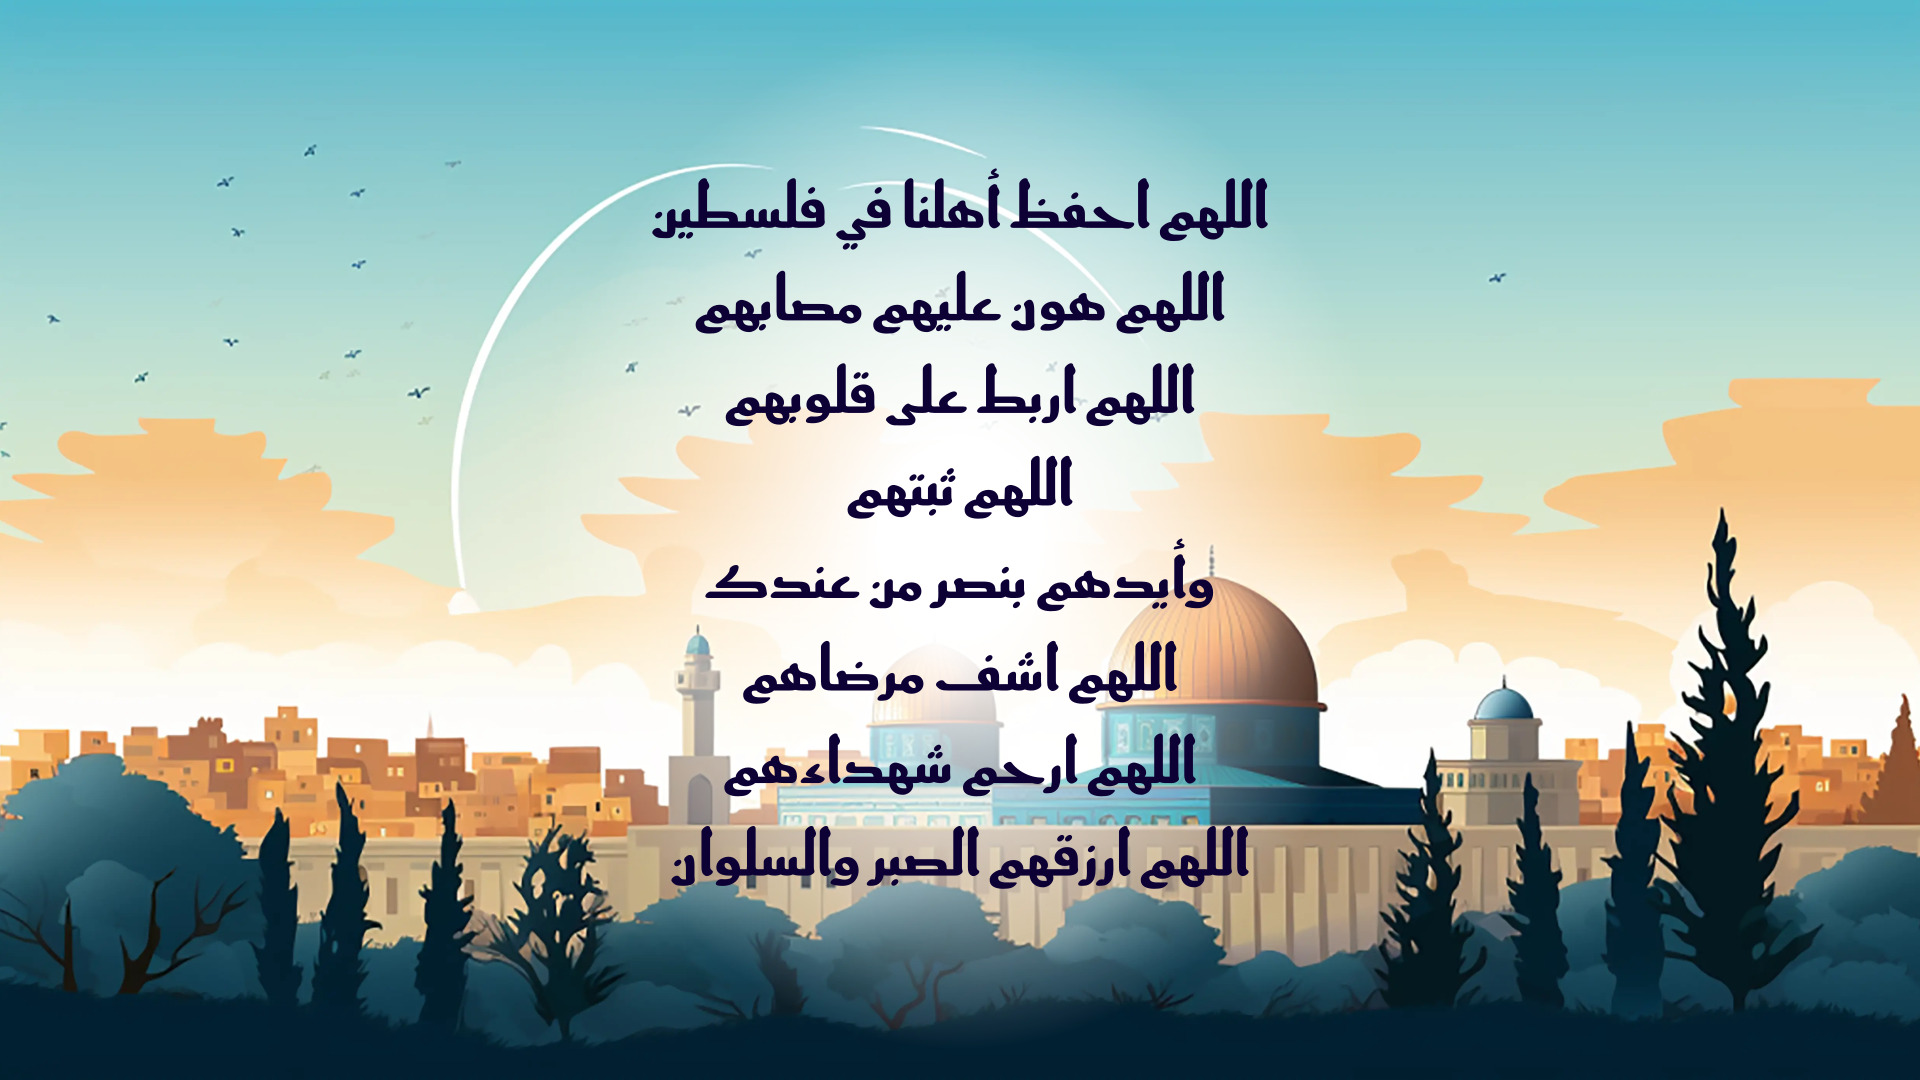 اللهم احفظ أهلنا في فلسطين
اللهم هون عليهم مصابهم
اللهم اربط على قلوبهم
اللهم ثبتهم
وأيدهم بنصر من عندك
اللهم اشف مرضاهم
اللهم ارحم شهداءهم
اللهم ارزقهم الصبر والسلوان